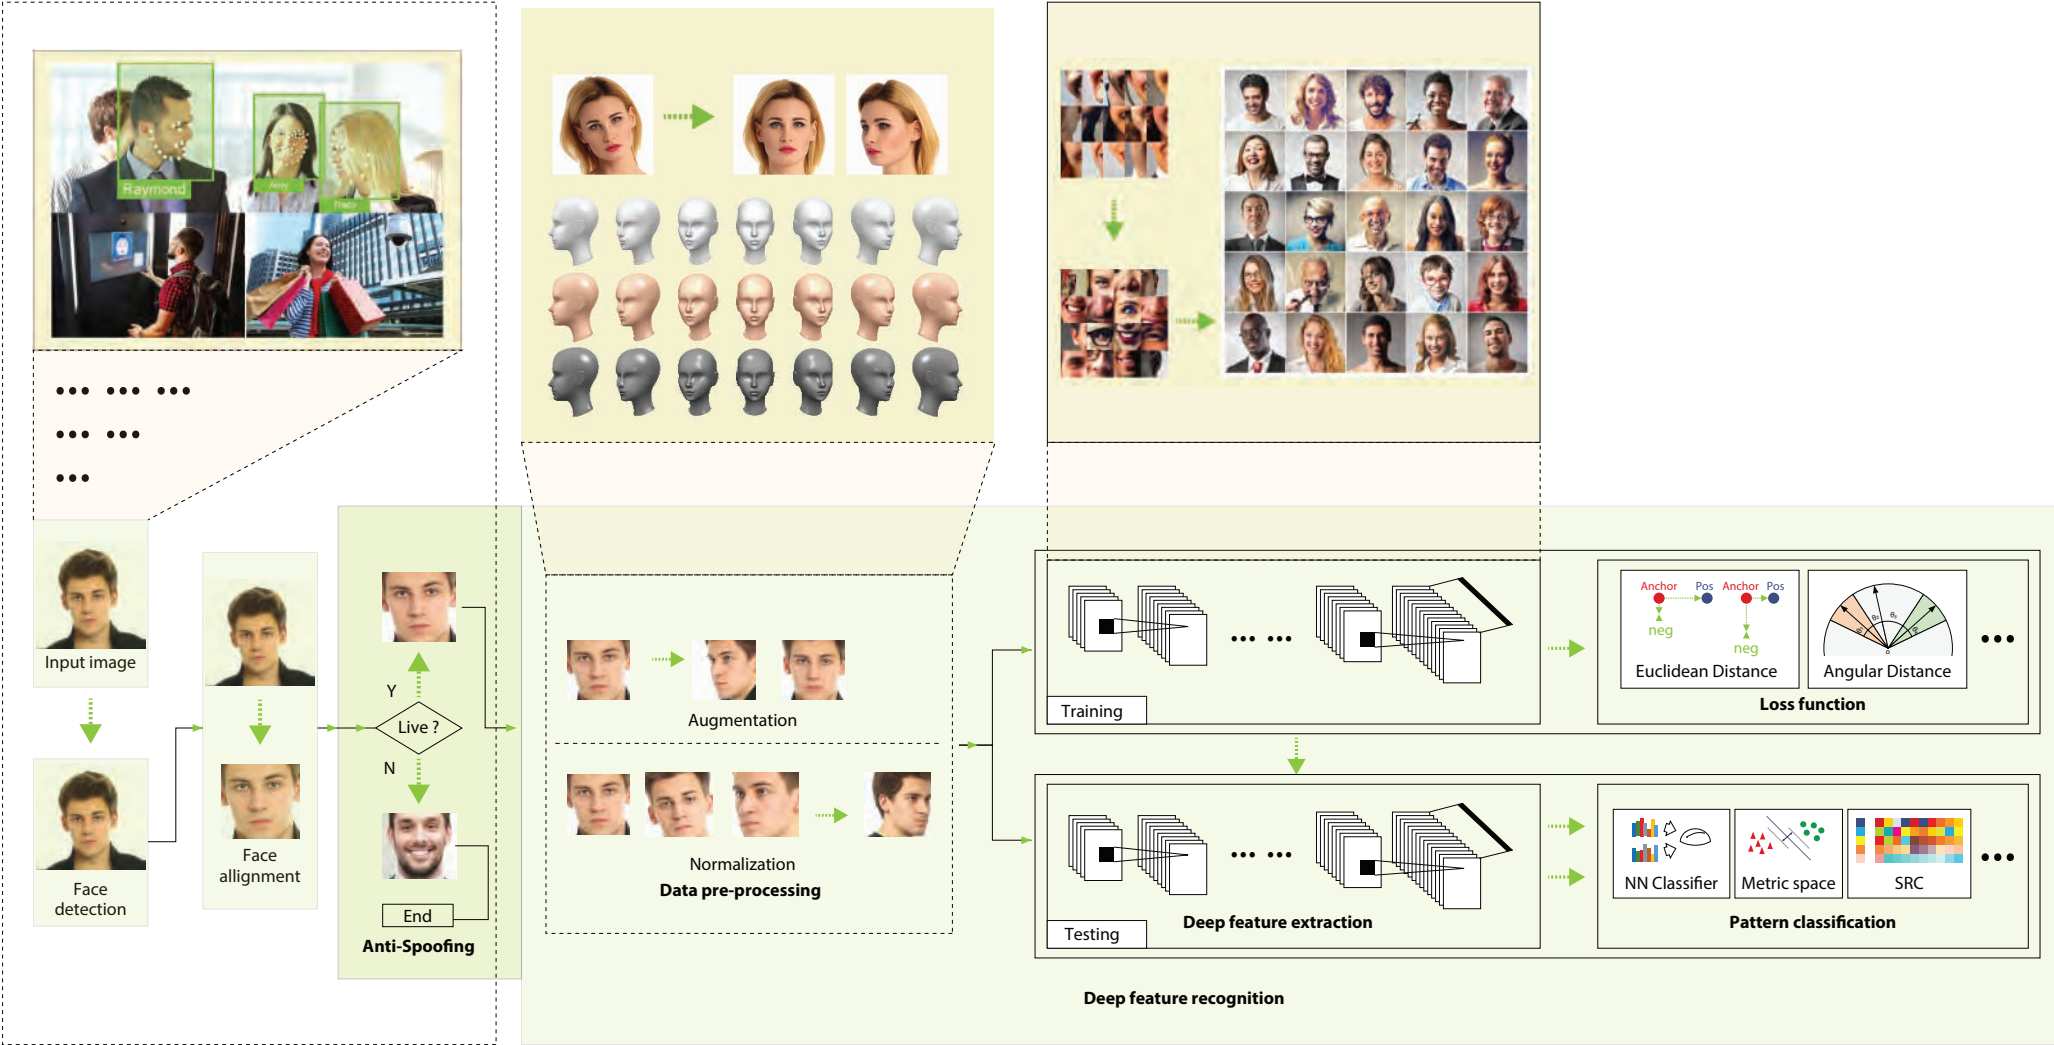 Raymond
Tracy
Input image
Face
detection
Face
allignment
Y
Live ?
N
End
Anti-Spoofing
Augmentation
Normalization
Data pre-processing
Training
Anchor Pos Anchor Pos
neg
neg
Euclidean Distance
Angular Distance
Loss function
Testing
Deep feature extraction
NN Classifier
Metric space
SRC
Pattern classification
Deep feature recognition